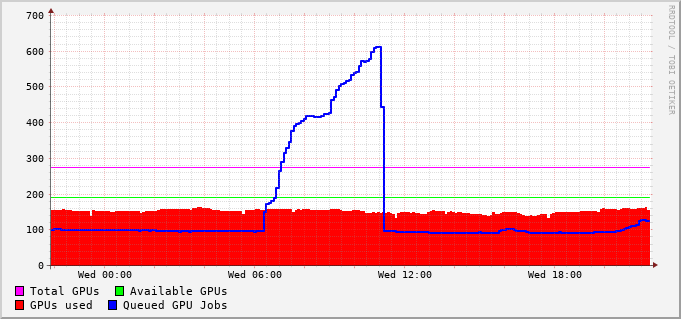 700
600
500
400
300
200
100
0
Wed 00:00 Wed 06:00 Wed 12:00 Wed 18:00
Total GPUs Available GPUs
GPUs used Queued GPU Jobs
RRDTOOL / TOBI OETIKER